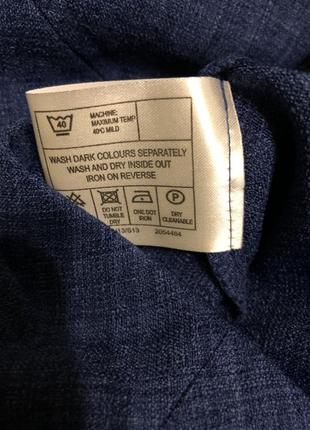 40
MACHINE:
MAXIMUM TEMP
40°C MILD
WASH DARK COLOURS SEPARATELY
WASH AND DRY INSIDE OUT
IRON ON REVERSE
P
DO NOT TUMBLE DRY
ONE DOT IRON
DRY CLEANABLE
2054464